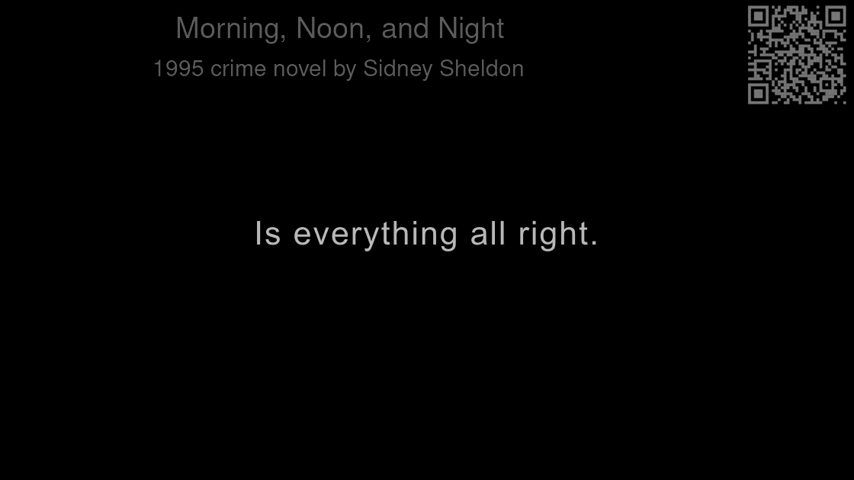 Morning, Noon, and Night
1995 crime novel by Sidney Sheldon
Is everything all right.